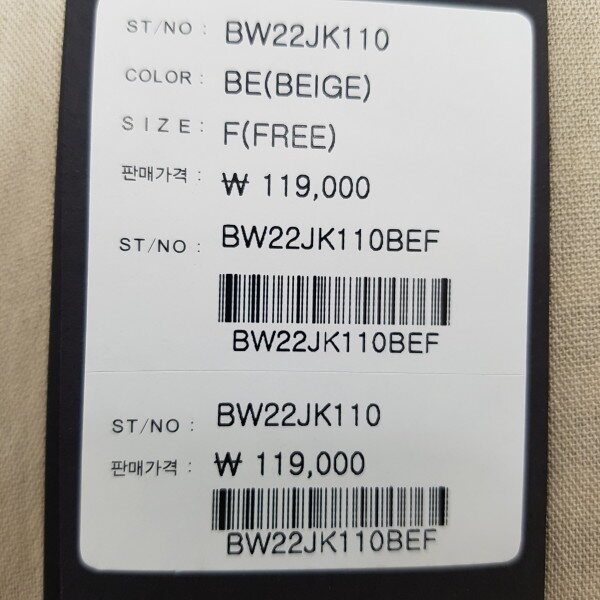 ST/NO : BW22JK110
COLOR : BE(BEIGE)
SIZE : F(FREE)
판매가격 : ₩ 119,000
ST/NO : BW22JK110BEF
BW22JK110BEF
ST/NO : BW22JK110
판매가격 : ₩ 119,000
BW22JK110BEF